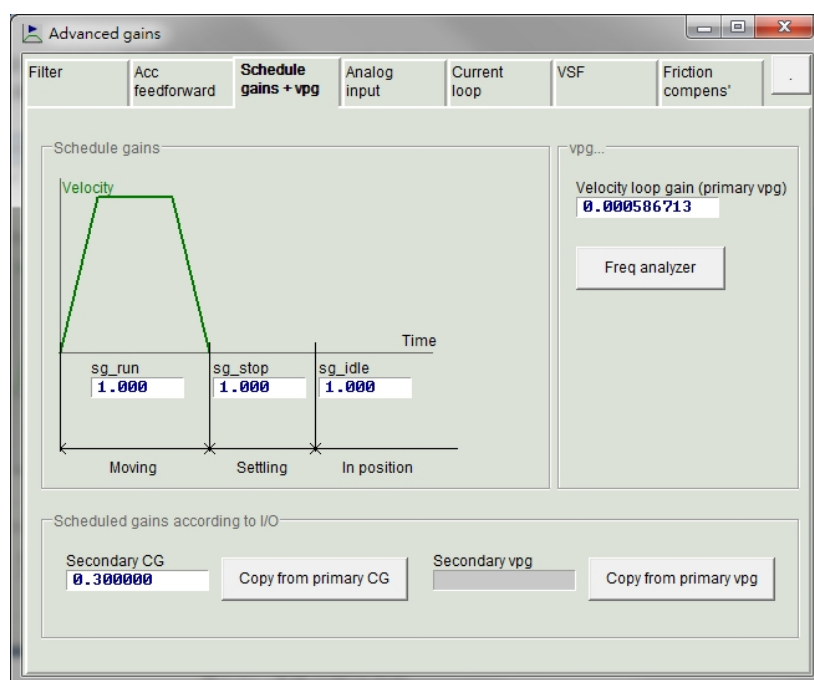 Advanced gains
Filter
Acc
feedforward
Schedule
gains + vpg
Analog
input
Current
loop
VSF
Friction
compens'
.
Schedule gains
Velocity
Time
sg_run
1.000
sg_stop
1.000
sg_idle
1.000
Moving
Settling
In position
vpg...
Velocity loop gain (primary vpg)
0.000586713
Freq analyzer
Scheduled gains according to I/O
Secondary CG
0.300000
Copy from primary CG
Secondary vpg
Copy from primary vpg